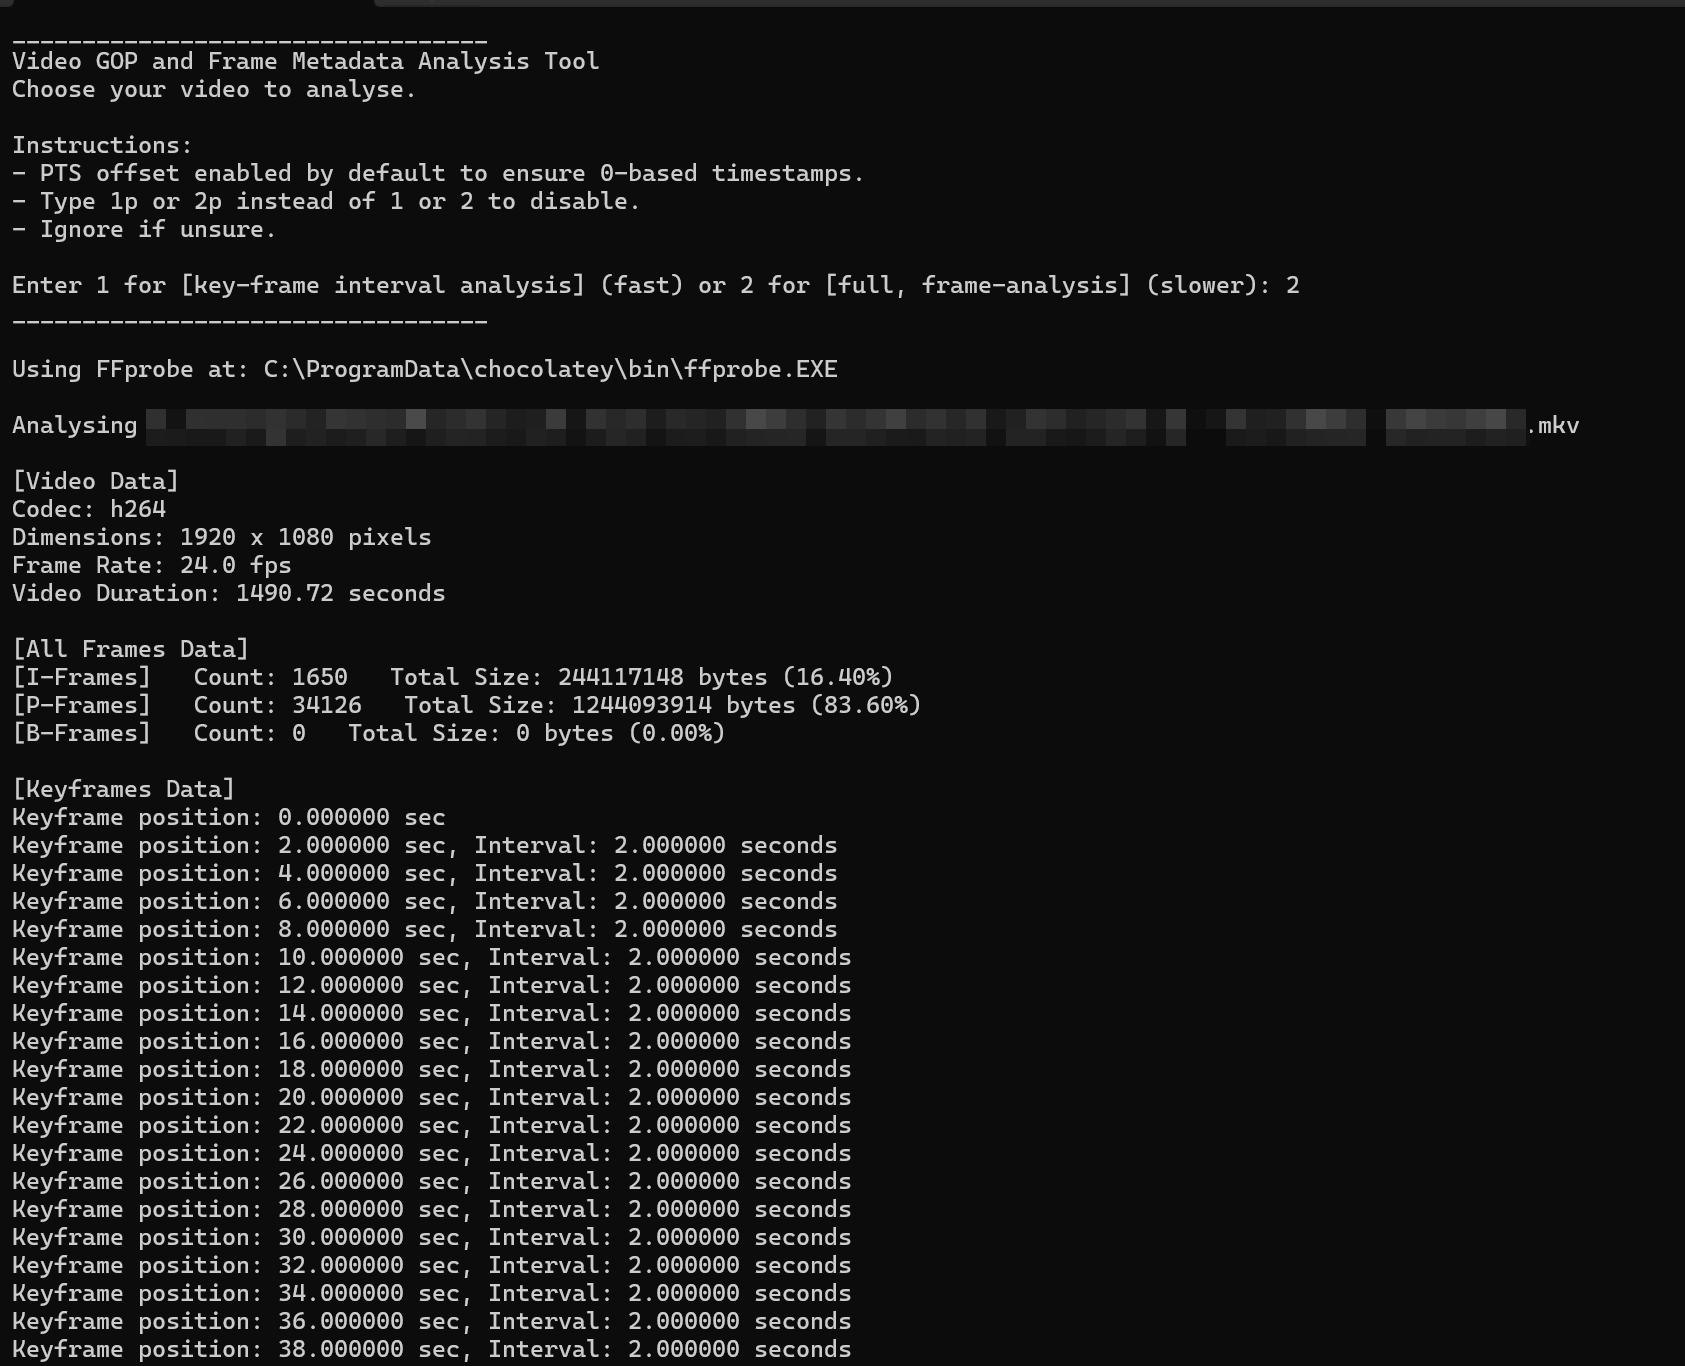 __________________________________
Video GOP and Frame Metadata Analysis Tool
Choose your video to analyse.
Instructions:
- PTS offset enabled by default to ensure 0-based timestamps.
- Type 1p or 2p instead of 1 or 2 to disable.
- Ignore if unsure.
Enter 1 for [key-frame interval analysis] (fast) or 2 for [full, frame-analysis] (slower): 2
__________________________________
Using FFprobe at: C:\ProgramData\chocolatey\bin\ffprobe.EXE
Analysing .mkv
[Video Data]
Codec: h264
Dimensions: 1920 x 1080 pixels
Frame Rate: 24.0 fps
Video Duration: 1490.72 seconds
[All Frames Data]
[I-Frames]   Count: 1650   Total Size: 244117148 bytes (16.40%)
[P-Frames]   Count: 34126   Total Size: 1244093914 bytes (83.60%)
[B-Frames]   Count: 0   Total Size: 0 bytes (0.00%)
[Keyframes Data]
Keyframe position: 0.000000 sec
Keyframe position: 2.000000 sec, Interval: 2.000000 seconds
Keyframe position: 4.000000 sec, Interval: 2.000000 seconds
Keyframe position: 6.000000 sec, Interval: 2.000000 seconds
Keyframe position: 8.000000 sec, Interval: 2.000000 seconds
Keyframe position: 10.000000 sec, Interval: 2.000000 seconds
Keyframe position: 12.000000 sec, Interval: 2.000000 seconds
Keyframe position: 14.000000 sec, Interval: 2.000000 seconds
Keyframe position: 16.000000 sec, Interval: 2.000000 seconds
Keyframe position: 18.000000 sec, Interval: 2.000000 seconds
Keyframe position: 20.000000 sec, Interval: 2.000000 seconds
Keyframe position: 22.000000 sec, Interval: 2.000000 seconds
Keyframe position: 24.000000 sec, Interval: 2.000000 seconds
Keyframe position: 26.000000 sec, Interval: 2.000000 seconds
Keyframe position: 28.000000 sec, Interval: 2.000000 seconds
Keyframe position: 30.000000 sec, Interval: 2.000000 seconds
Keyframe position: 32.000000 sec, Interval: 2.000000 seconds
Keyframe position: 34.000000 sec, Interval: 2.000000 seconds
Keyframe position: 36.000000 sec, Interval: 2.000000 seconds
Keyframe position: 38.000000 sec, Interval: 2.000000 seconds